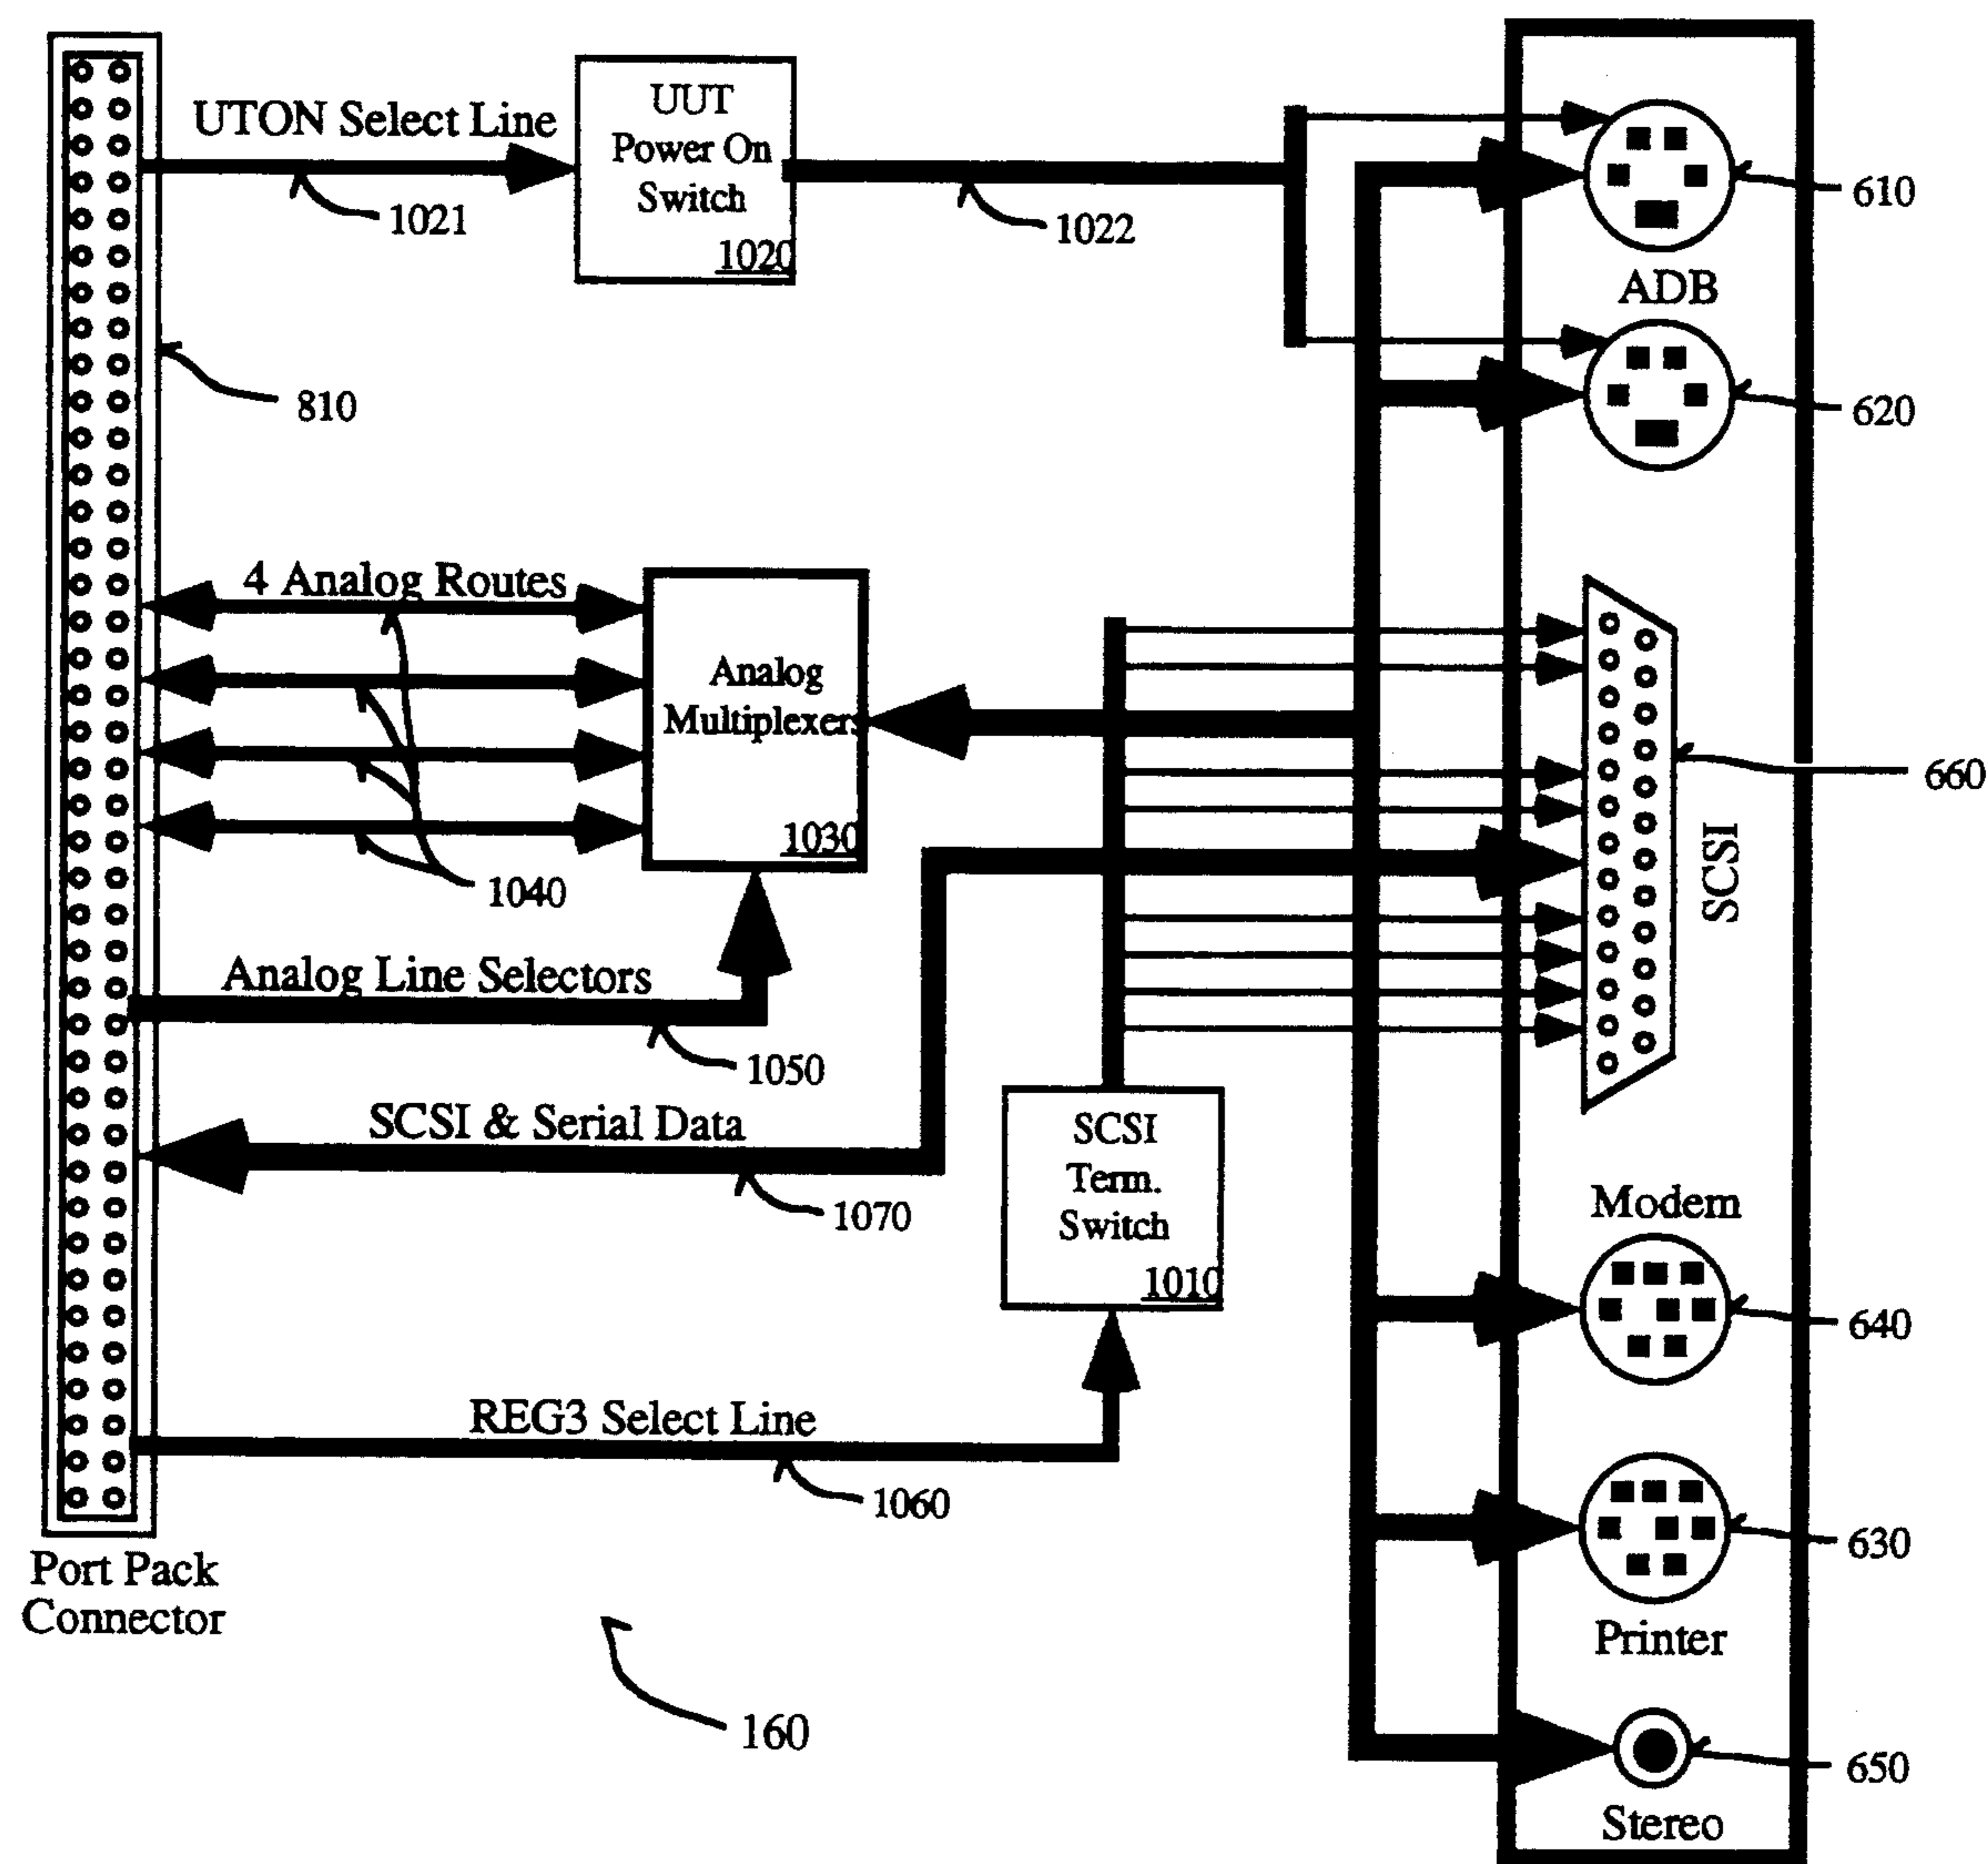 UTON Select Line
1021
UUT
Power On
Switch
1020
1022
610
ADB
620
810
4 Analog Routes
Analog
Multiplexers
1030
1040
660
SCSI
Analog Line Selectors
1050
SCSI & Serial Data
1070
SCSI
Term.
Switch
1010
Modem
640
REG3 Select Line
1060
630
Printer
Port Pack
Connector
160
650
Stereo